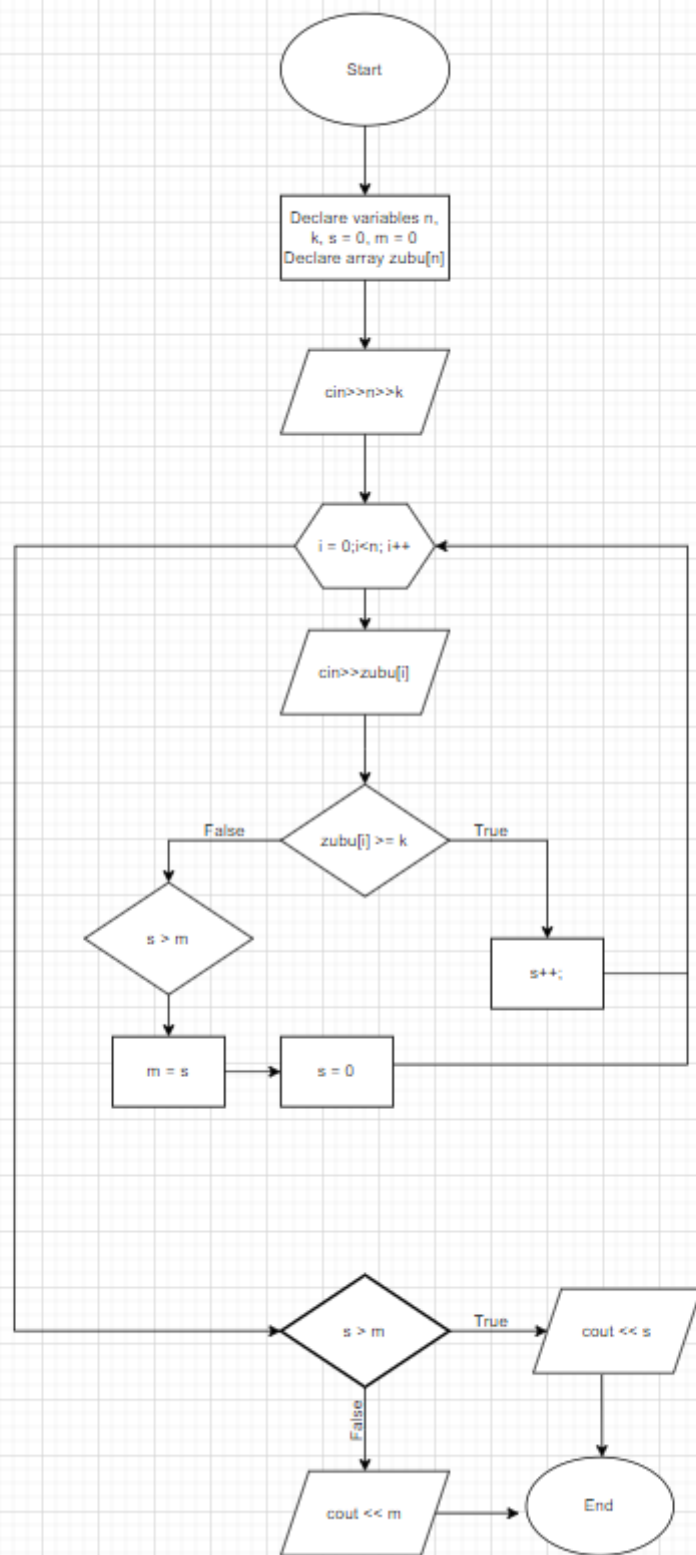 Start
Declare variables n,
k, s = 0, m = 0
Declare array zubu[n]
cin>>n>>k
i = 0;i<n; i++
cin>>zubu[i]
False
zubu[i] >= k
True
s > m
s++;
m = s
s = 0
s > m
True
cout << s
False
cout << m
End